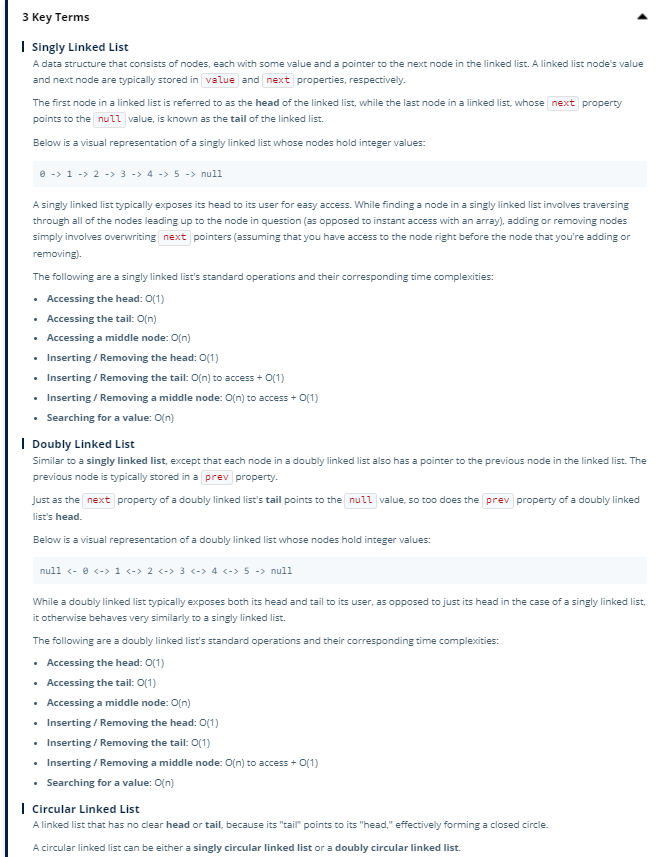 3 Key Terms
Singly Linked List
A data structure that consists of nodes, each with some value and a pointer to the next node in the linked list. A linked list node's value
and next node are typically stored in value and next properties, respectively.
The first node in a linked list is referred to as the head of the linked list, while the last node in a linked list, whose next property
points to the null value, is known as the tail of the linked list.
Below is a visual representation of a singly linked list whose nodes hold integer values:
0 -> 1 -> 2 -> 3 -> 4 -> 5 -> null
A singly linked list typically exposes its head to its user for easy access. While finding a node in a singly linked list involves traversing
through all of the nodes leading up to the node in question (as opposed to instant access with an array), adding or removing nodes
simply involves overwriting next pointers (assuming that you have access to the node right before the node that you're adding or
removing).
The following are a singly linked list's standard operations and their corresponding time complexities:
• Accessing the head: O(1)
• Accessing the tail: O(n)
• Accessing a middle node: O(n)
• Inserting / Removing the head: O(1)
• Inserting / Removing the tail: O(n) to access + O(1)
• Inserting / Removing a middle node: O(n) to access + O(1)
• Searching for a value: O(n)
Doubly Linked List
Similar to a singly linked list, except that each node in a doubly linked list also has a pointer to the previous node in the linked list. The
previous node is typically stored in a prev property.
Just as the next property of a doubly linked list's tail points to the null value, so too does the prev property of a doubly linked
list's head.
Below is a visual representation of a doubly linked list whose nodes hold integer values:
null <- 0 <-> 1 <-> 2 <-> 3 <-> 4 <-> 5 -> null
While a doubly linked list typically exposes both its head and tail to its user, as opposed to just its head in the case of a singly linked list,
it otherwise behaves very similarly to a singly linked list.
The following are a doubly linked list's standard operations and their corresponding time complexities:
• Accessing the head: O(1)
• Accessing the tail: O(1)
• Accessing a middle node: O(n)
• Inserting / Removing the head: O(1)
• Inserting / Removing the tail: O(1)
• Inserting / Removing a middle node: O(n) to access + O(1)
• Searching for a value: O(n)
Circular Linked List
A linked list that has no clear head or tail, because its "tail" points to its "head," effectively forming a closed circle.
A circular linked list can be either a singly circular linked list or a doubly circular linked list.